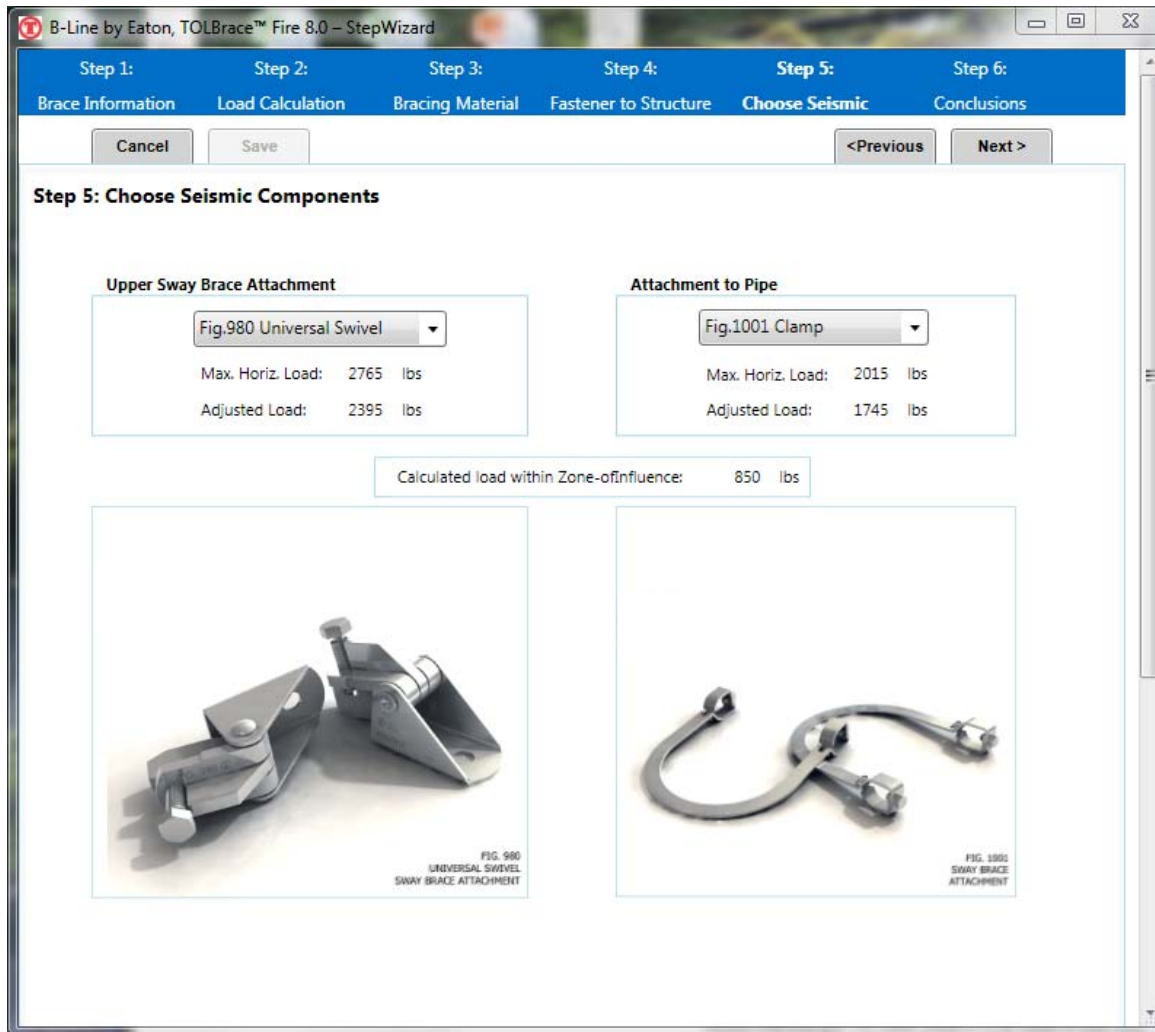 B-Line by Eaton, TOLBrace™ Fire 8.0 – StepWizard
Step 1: Step 2: Step 3: Step 4: Step 5: Step 6:
Brace Information Load Calculation Bracing Material Fastener to Structure Choose Seismic Conclusions
Cancel Save <Previous Next >
Step 5: Choose Seismic Components
Upper Sway Brace Attachment
Fig.980 Universal Swivel
Max. Horiz. Load: 2765 lbs
Adjusted Load: 2395 lbs
Attachment to Pipe
Fig.1001 Clamp
Max. Horiz. Load: 2015 lbs
Adjusted Load: 1745 lbs
Calculated load within Zone-ofInfluence: 850 lbs
FIG. 980
UNIVERSAL SWIVEL
SWAY BRACE ATTACHMENT
FIG. 1001
SWAY BRACE
ATTACHMENT